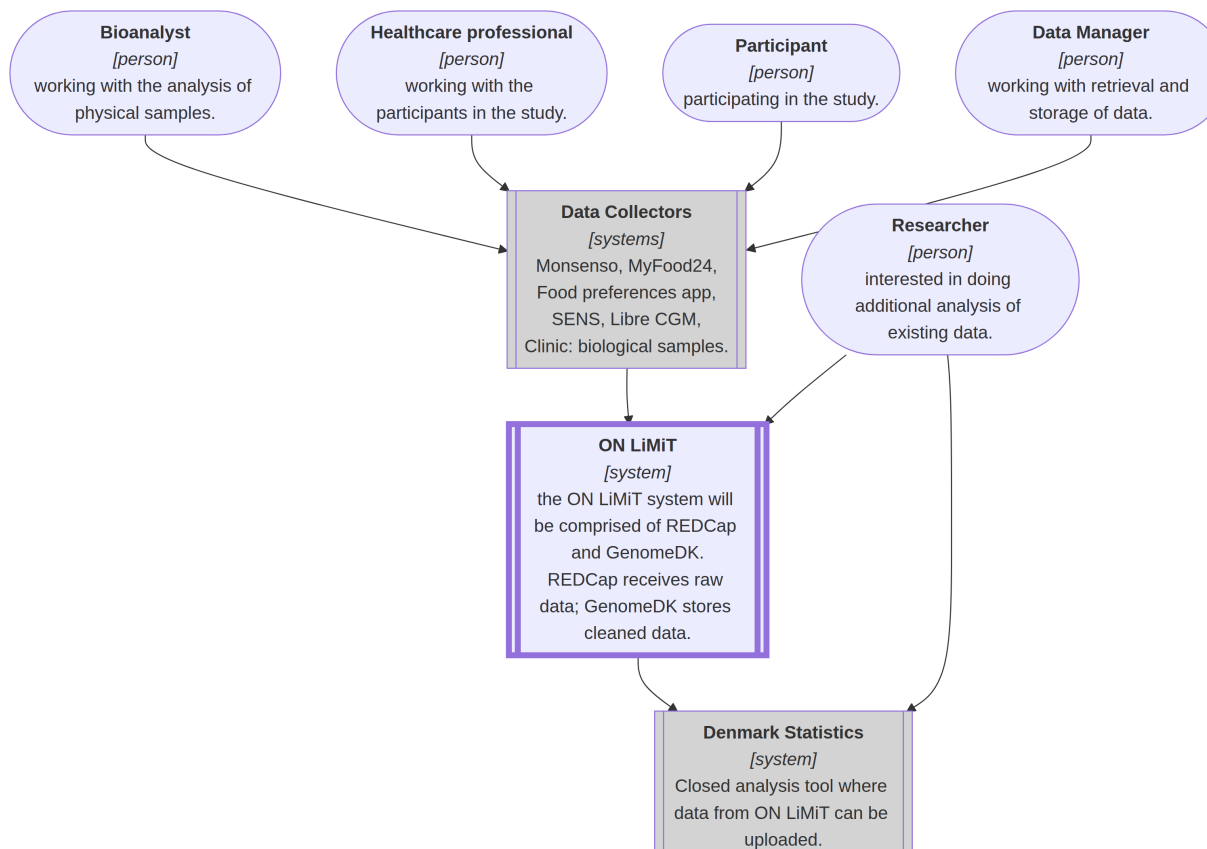 Bioanalyst
[person]
working with the analysis of
physical samples.
Healthcare professional
[person]
working with the
participants in the study.
Participant
[person]
participating in the study.
Data Manager
[person]
working with retrieval and
storage of data.
Data Collectors
[systems]
Monsenso, MyFood24,
Food preferences app,
SENS, Libre CGM,
Clinic: biological samples.
Researcher
[person]
interested in doing
additional analysis of
existing data.
ON LiMiT
[system]
the ON LiMiT system will
be comprised of REDCap
and GenomeDK.
REDCap receives raw
data; GenomeDK stores
cleaned data.
Denmark Statistics
[system]
Closed analysis tool where
data from ON LiMiT can be
uploaded.